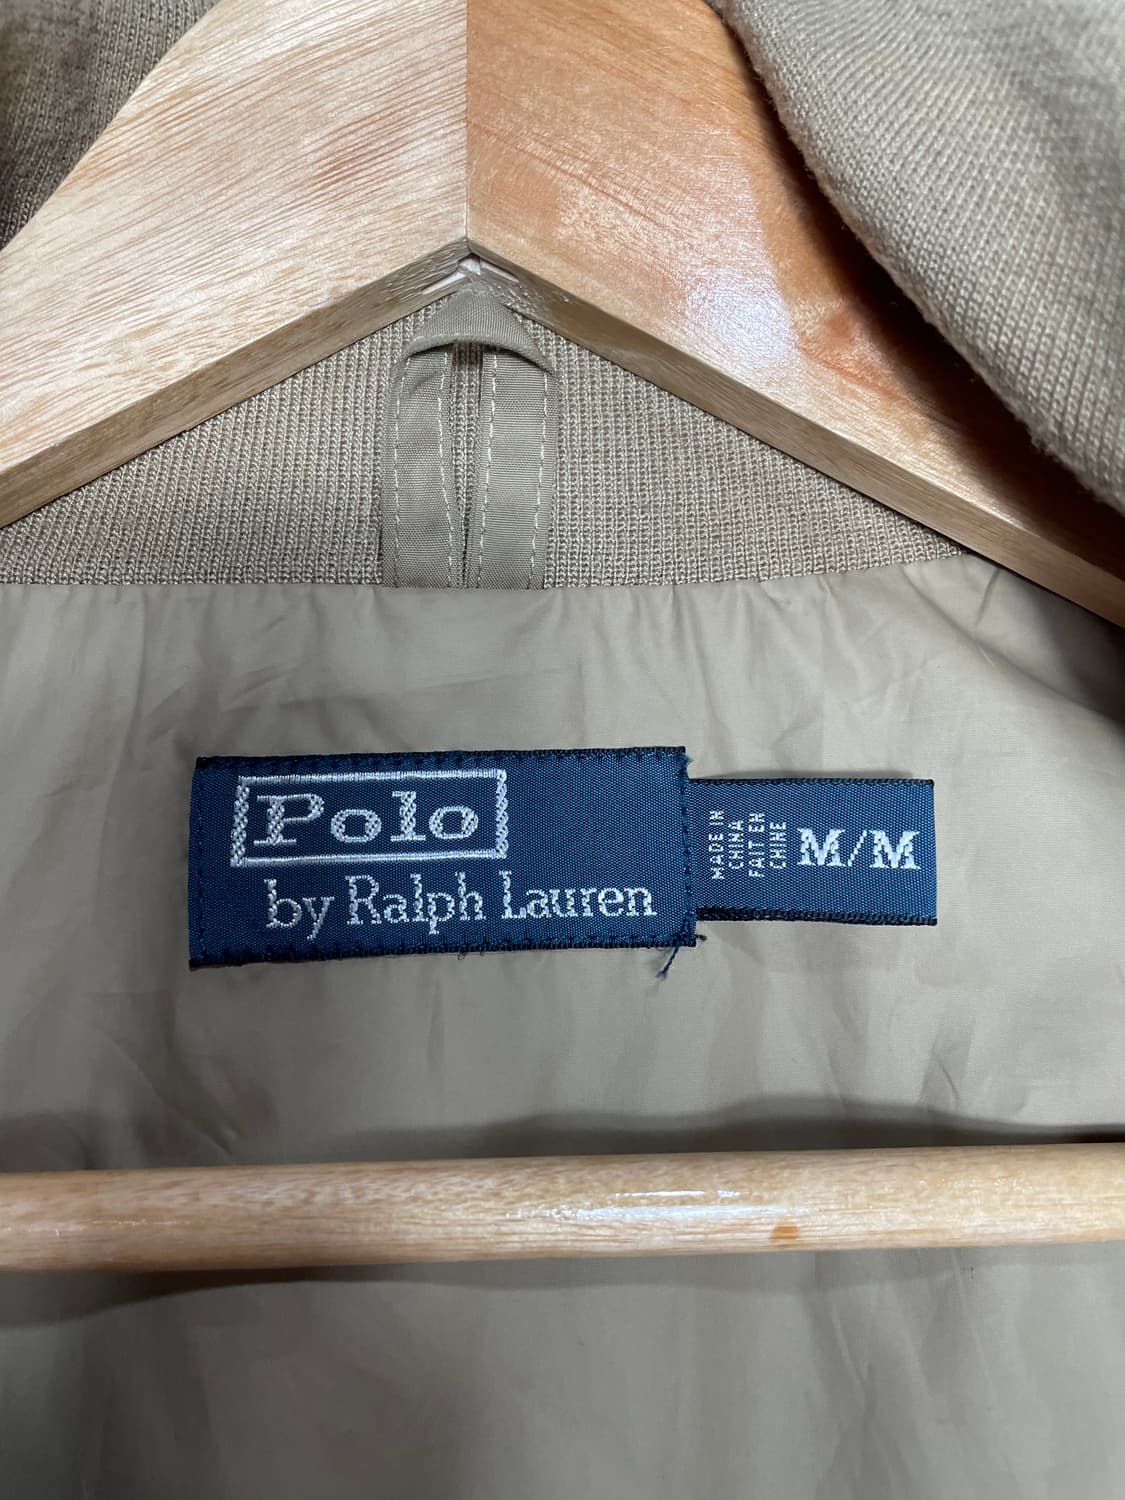 Polo
by Ralph Lauren
MADE IN
CHINA
FAIT EN
CHINE
M/M